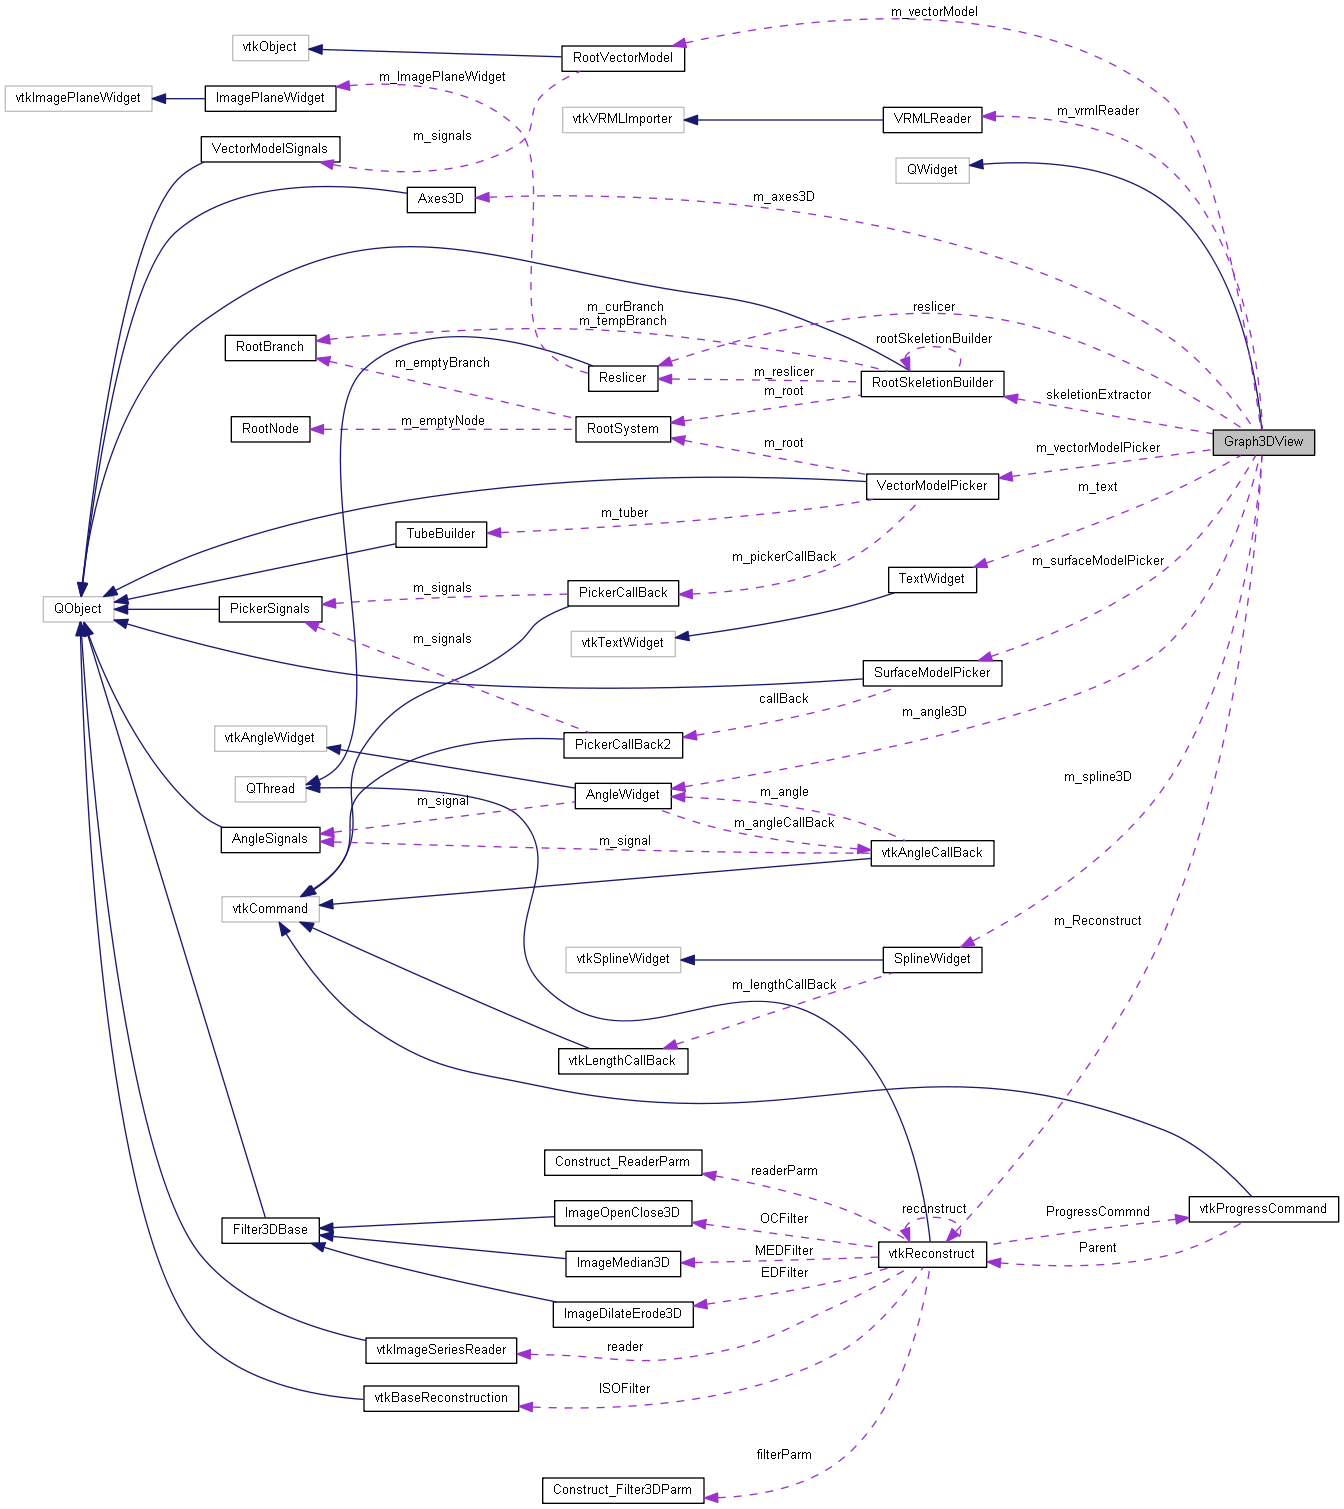 m_vectorModel
vtkObject
RootVectorModel
m_ImagePlaneWidget
vtkImagePlaneWidget
ImagePlaneWidget
vtkVRMLImporter
VRMLReader
m_vrmlReader
m_signals
VectorModelSignals
QWidget
Axes3D
m_axes3D
m_curBranch
m_tempBranch
reslicer
rootSkeletionBuilder
RootBranch
m_emptyBranch
Reslicer
m_reslicer
RootSkeletionBuilder
m_root
skeletionExtractor
RootNode
m_emptyNode
RootSystem
m_root
Graph3DView
m_vectorModelPicker
VectorModelPicker
m_text
m_tuber
TubeBuilder
m_pickerCallBack
m_surfaceModelPicker
TextWidget
m_signals
PickerCallBack
QObject
PickerSignals
m_signals
vtkTextWidget
SurfaceModelPicker
callBack
m_angle3D
vtkAngleWidget
PickerCallBack2
m_spline3D
QThread
AngleWidget
m_signal
m_angle
m_angleCallBack
AngleSignals
m_signal
vtkAngleCallBack
vtkCommand
m_Reconstruct
vtkSplineWidget
SplineWidget
m_lengthCallBack
vtkLengthCallBack
Construct_ReaderParm
readerParm
reconstruct
ProgressCommnd
vtkProgressCommand
Filter3DBase
ImageOpenClose3D
OCFilter
MEDFilter
vtkReconstruct
Parent
ImageMedian3D
EDFilter
ImageDilateErode3D
vtkImageSeriesReader
reader
vtkBaseReconstruction
ISOFilter
filterParm
Construct_Filter3DParm